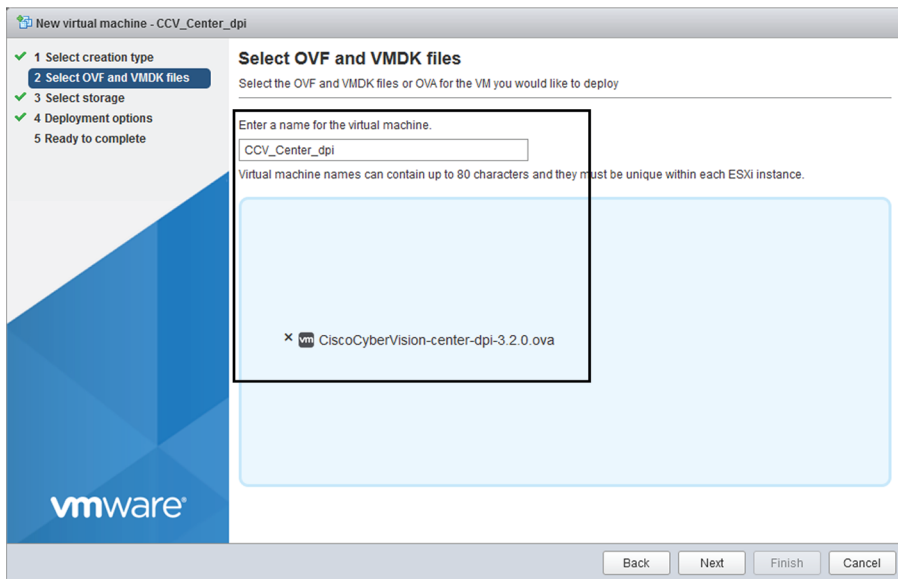 New virtual machine - CCV_Center_dpi
1 Select creation type
2 Select OVF and VMDK files
3 Select storage
4 Deployment options
5 Ready to complete
Select OVF and VMDK files
Select the OVF and VMDK files or OVA for the VM you would like to deploy
Enter a name for the virtual machine.
CCV_Center_dpi
Virtual machine names can contain up to 80 characters and they must be unique within each ESXi instance.
vm CiscoCyberVision-center-dpi-3.2.0.ova
vmware®
Back Next Finish Cancel